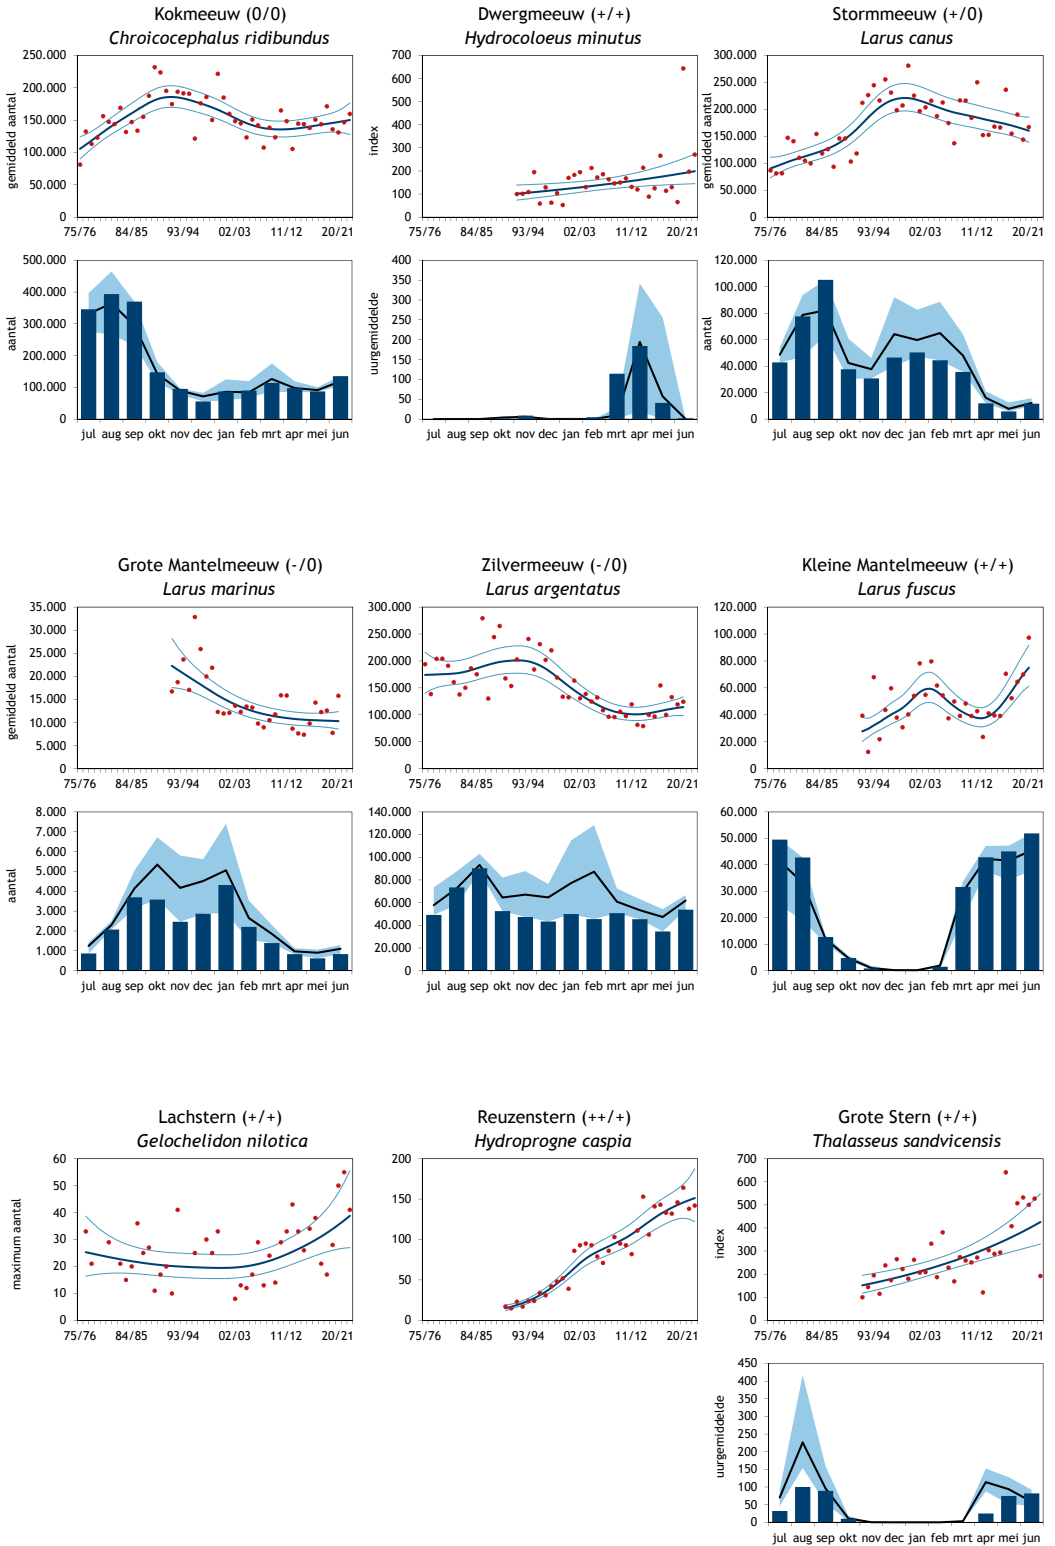 Kokmeeuw (0/0)
Chroicocephalus ridibundus
gemiddeld aantal
250.000
200.000
150.000
100.000
50.000
0
75/76 84/85 93/94 02/03 11/12 20/21
aantal
500.000
400.000
300.000
200.000
100.000
0
jul aug sep okt nov dec jan feb mrt apr mei jun
Dwergmeeuw (+/+)
Hydrocoloeus minutus
index
700
600
500
400
300
200
100
0
75/76 84/85 93/94 02/03 11/12 20/21
uurgemiddelde
400
350
300
250
200
150
100
50
0
jul aug sep okt nov dec jan feb mrt apr mei jun
Stormmeeuw (+/0)
Larus canus
gemiddeld aantal
300.000
250.000
200.000
150.000
100.000
50.000
0
75/76 84/85 93/94 02/03 11/12 20/21
aantal
120.000
100.000
80.000
60.000
40.000
20.000
0
jul aug sep okt nov dec jan feb mrt apr mei jun
Grote Mantelmeeuw (-/0)
Larus marinus
gemiddeld aantal
35.000
30.000
25.000
20.000
15.000
10.000
5.000
0
75/76 84/85 93/94 02/03 11/12 20/21
aantal
8.000
7.000
6.000
5.000
4.000
3.000
2.000
1.000
0
jul aug sep okt nov dec jan feb mrt apr mei jun
Zilvermeeuw (-/0)
Larus argentatus
300.000
250.000
200.000
150.000
100.000
50.000
0
75/76 84/85 93/94 02/03 11/12 20/21
140.000
120.000
100.000
80.000
60.000
40.000
20.000
0
jul aug sep okt nov dec jan feb mrt apr mei jun
Kleine Mantelmeeuw (+/+)
Larus fuscus
120.000
100.000
80.000
60.000
40.000
20.000
0
75/76 84/85 93/94 02/03 11/12 20/21
60.000
50.000
40.000
30.000
20.000
10.000
0
jul aug sep okt nov dec jan feb mrt apr mei jun
Lachstern (+/+)
Gelochelidon nilotica
maximum aantal
60
50
40
30
20
10
0
75/76 84/85 93/94 02/03 11/12 20/21
Reuzenstern (++/+)
Hydroprogne caspia
200
150
100
50
0
75/76 84/85 93/94 02/03 11/12 20/21
Grote Stern (+/+)
Thalasseus sandvicensis
index
700
600
500
400
300
200
100
0
75/76 84/85 93/94 02/03 11/12 20/21
uurgemiddelde
450
400
350
300
250
200
150
100
50
0
jul aug sep okt nov dec jan feb mrt apr mei jun